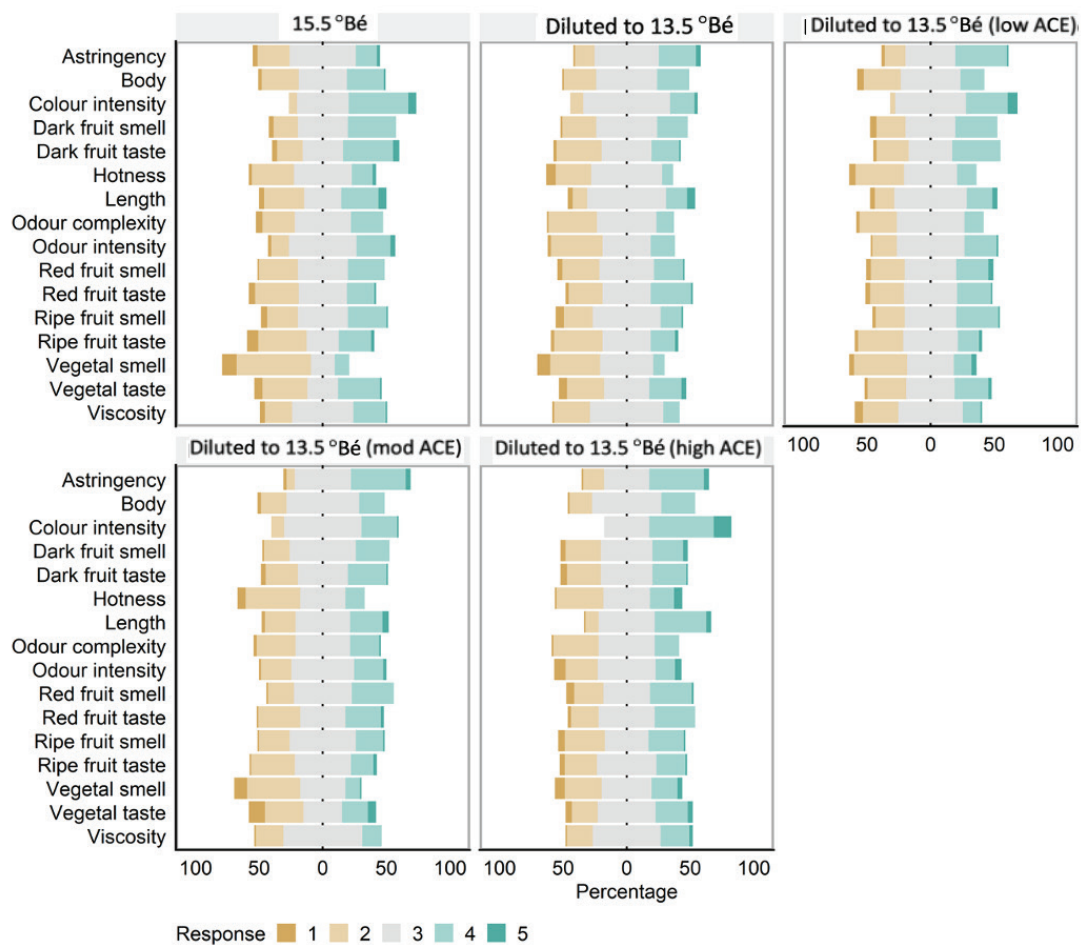 15.5 °Bé
Diluted to 13.5 °Bé
Diluted to 13.5 °Bé (low ACE)
Astringency
Body
Colour intensity
Dark fruit smell
Dark fruit taste
Hotness
Length
Odour complexity
Odour intensity
Red fruit smell
Red fruit taste
Ripe fruit smell
Ripe fruit taste
Vegetal smell
Vegetal taste
Viscosity
100 50 0 50 100
Diluted to 13.5 °Bé (mod ACE)
Diluted to 13.5 °Bé (high ACE)
Astringency
Body
Colour intensity
Dark fruit smell
Dark fruit taste
Hotness
Length
Odour complexity
Odour intensity
Red fruit smell
Red fruit taste
Ripe fruit smell
Ripe fruit taste
Vegetal smell
Vegetal taste
Viscosity
100 50 0 50 100 100 50 0 50 100
Percentage
Response 1 2 3 4 5